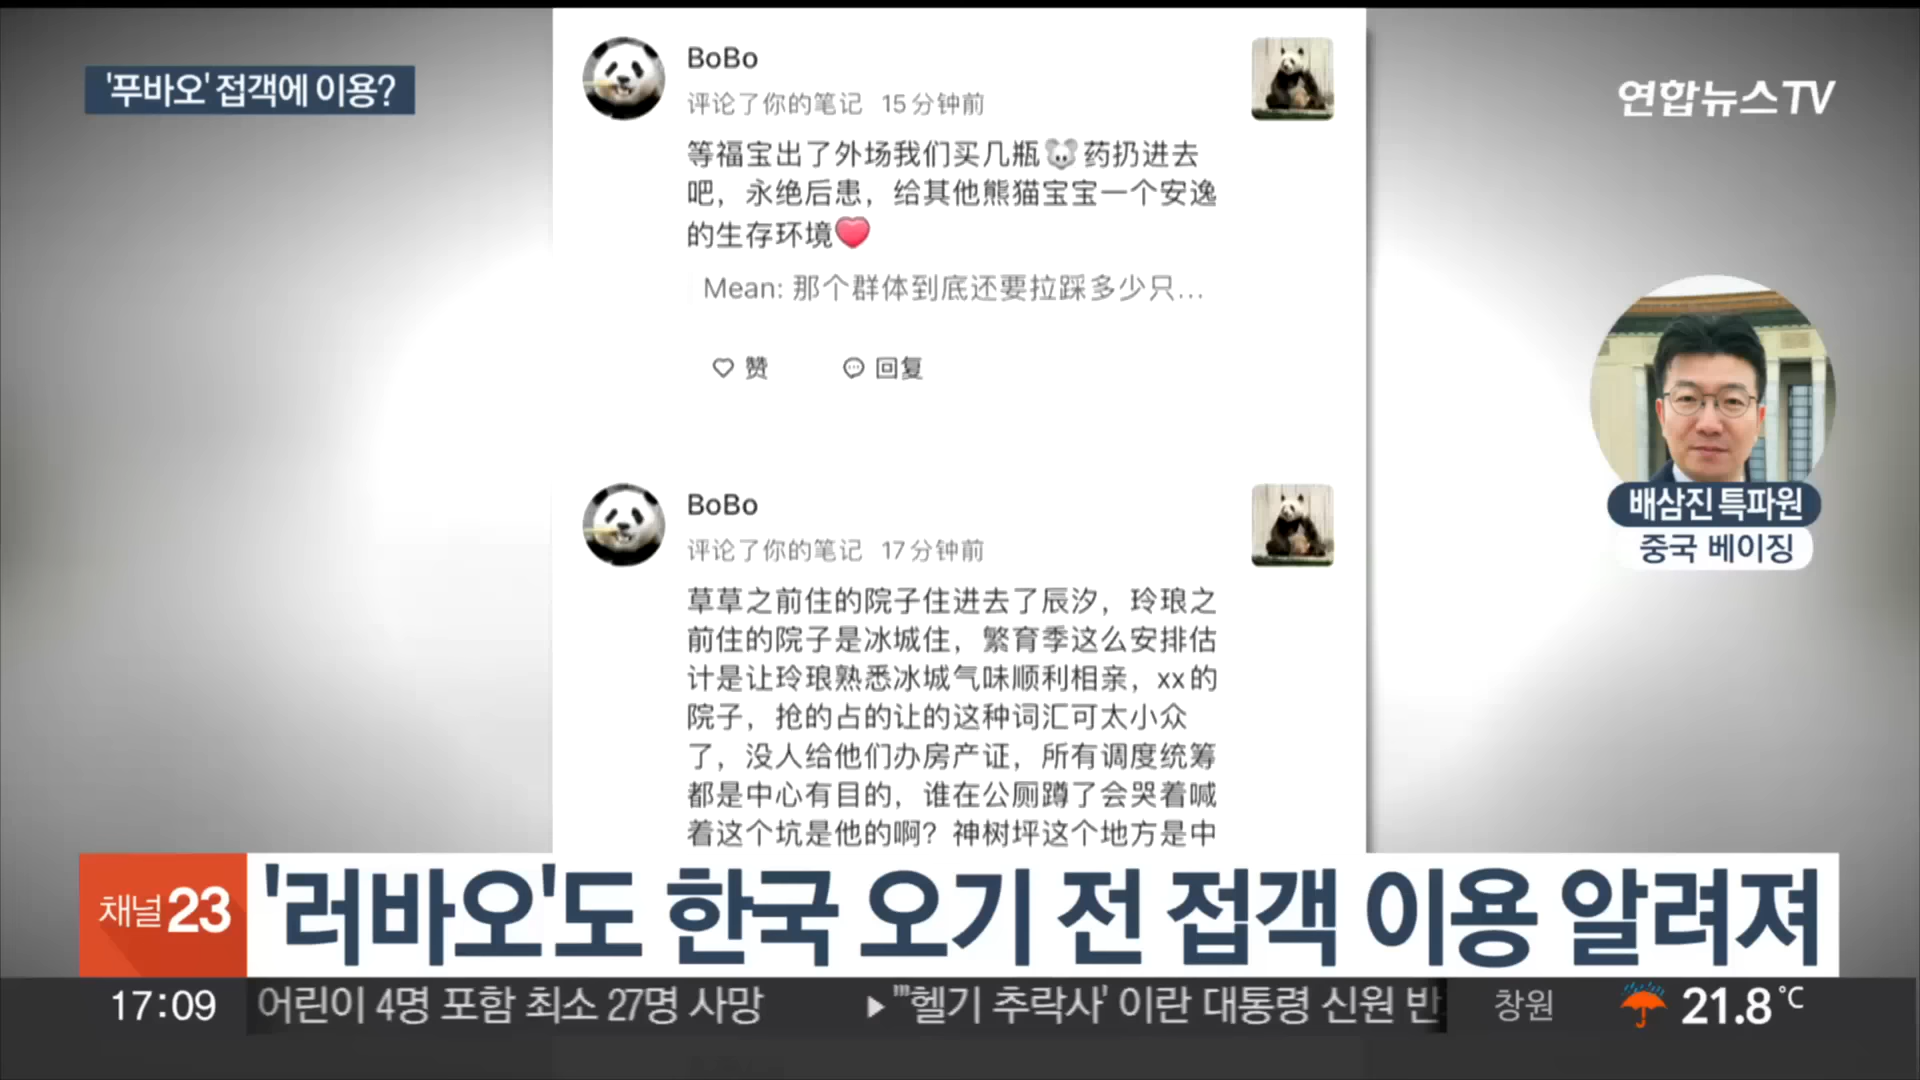 '푸바오' 접객에 이용?
연합뉴스TV
BoBo
评论了你的笔记 15分钟前
等福宝出了外场我们买几瓶🐭药扔进去
吧，永绝后患，给其他熊猫宝宝一个安逸
的生存环境❤️
Mean: 那个群体到底还要拉踩多少只...
赞 回复
BoBo
评论了你的笔记 17分钟前
草草之前住的院子住进去了辰汐，玲琅之
前住的院子是冰城住，繁育季这么安排估
计是让玲琅熟悉冰城气味顺利相亲，xx的
院子，抢的占的让的这种词汇可太小众
了，没人给他们办房产证，所有调度统筹
都是中心有目的，谁在公厕蹲了会哭着喊
着这个坑是他的啊？神树坪这个地方是中
배삼진 특파원
중국 베이징
채널23
'러바오'도 한국 오기 전 접객 이용 알려져
17:09 어린이 4명 포함 최소 27명 사망 ▶"'헬기 추락사' 이란 대통령 신원 반 창원 21.8℃